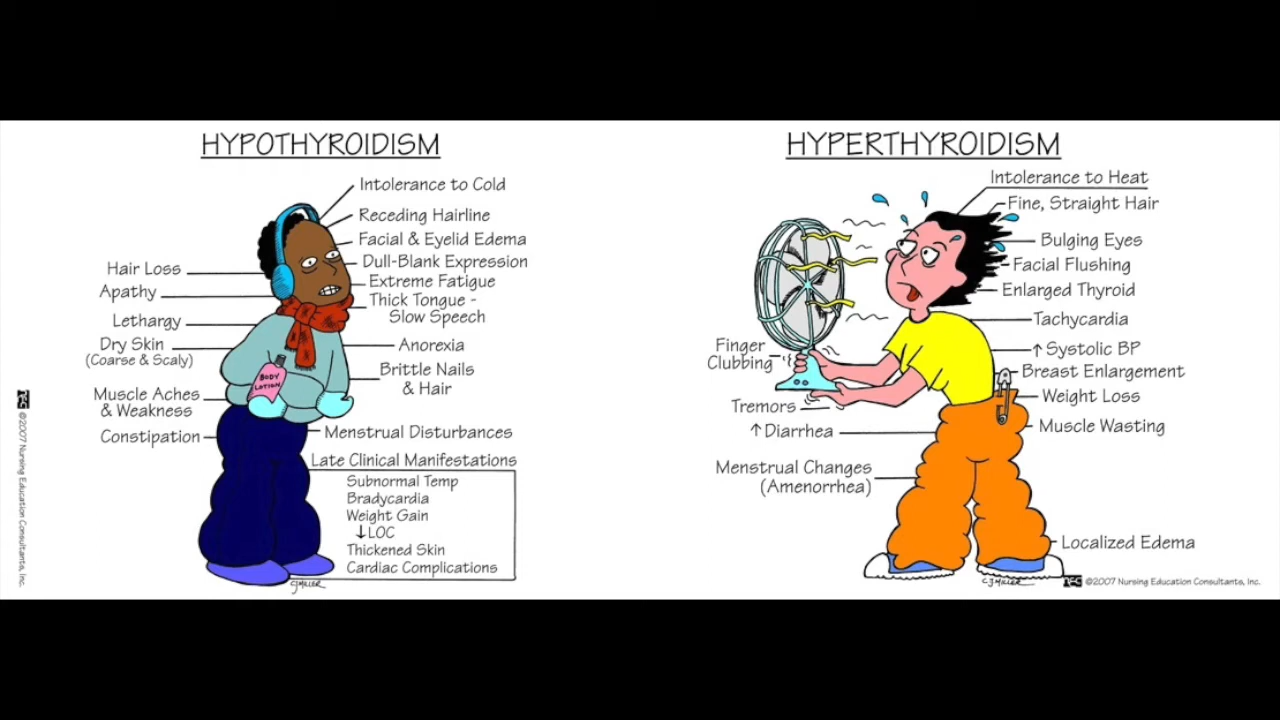 HYPOTHYROIDISM
Intolerance to Cold
Receding Hairline
Facial & Eyelid Edema
Dull-Blank Expression
Extreme Fatigue
Thick Tongue -
Slow Speech
Anorexia
Brittle Nails
& Hair
Menstrual Disturbances
Late Clinical Manifestations
Subnormal Temp
Bradycardia
Weight Gain
↓LOC
Thickened Skin
Cardiac Complications
Hair Loss
Apathy
Lethargy
Dry Skin
(Coarse & Scaly)
Muscle Aches
& Weakness
Constipation
BODY
LOTION
CJMILLER
NEC ©2007 Nursing Education Consultants, Inc.
HYPERTHYROIDISM
Intolerance to Heat
Fine, Straight Hair
Bulging Eyes
Facial Flushing
Enlarged Thyroid
Tachycardia
↑ Systolic BP
Breast Enlargement
Weight Loss
Muscle Wasting
Localized Edema
Finger
Clubbing
Tremors
↑ Diarrhea
Menstrual Changes
(Amenorrhea)
CJMILLER
NEC ©2007 Nursing Education Consultants, Inc.